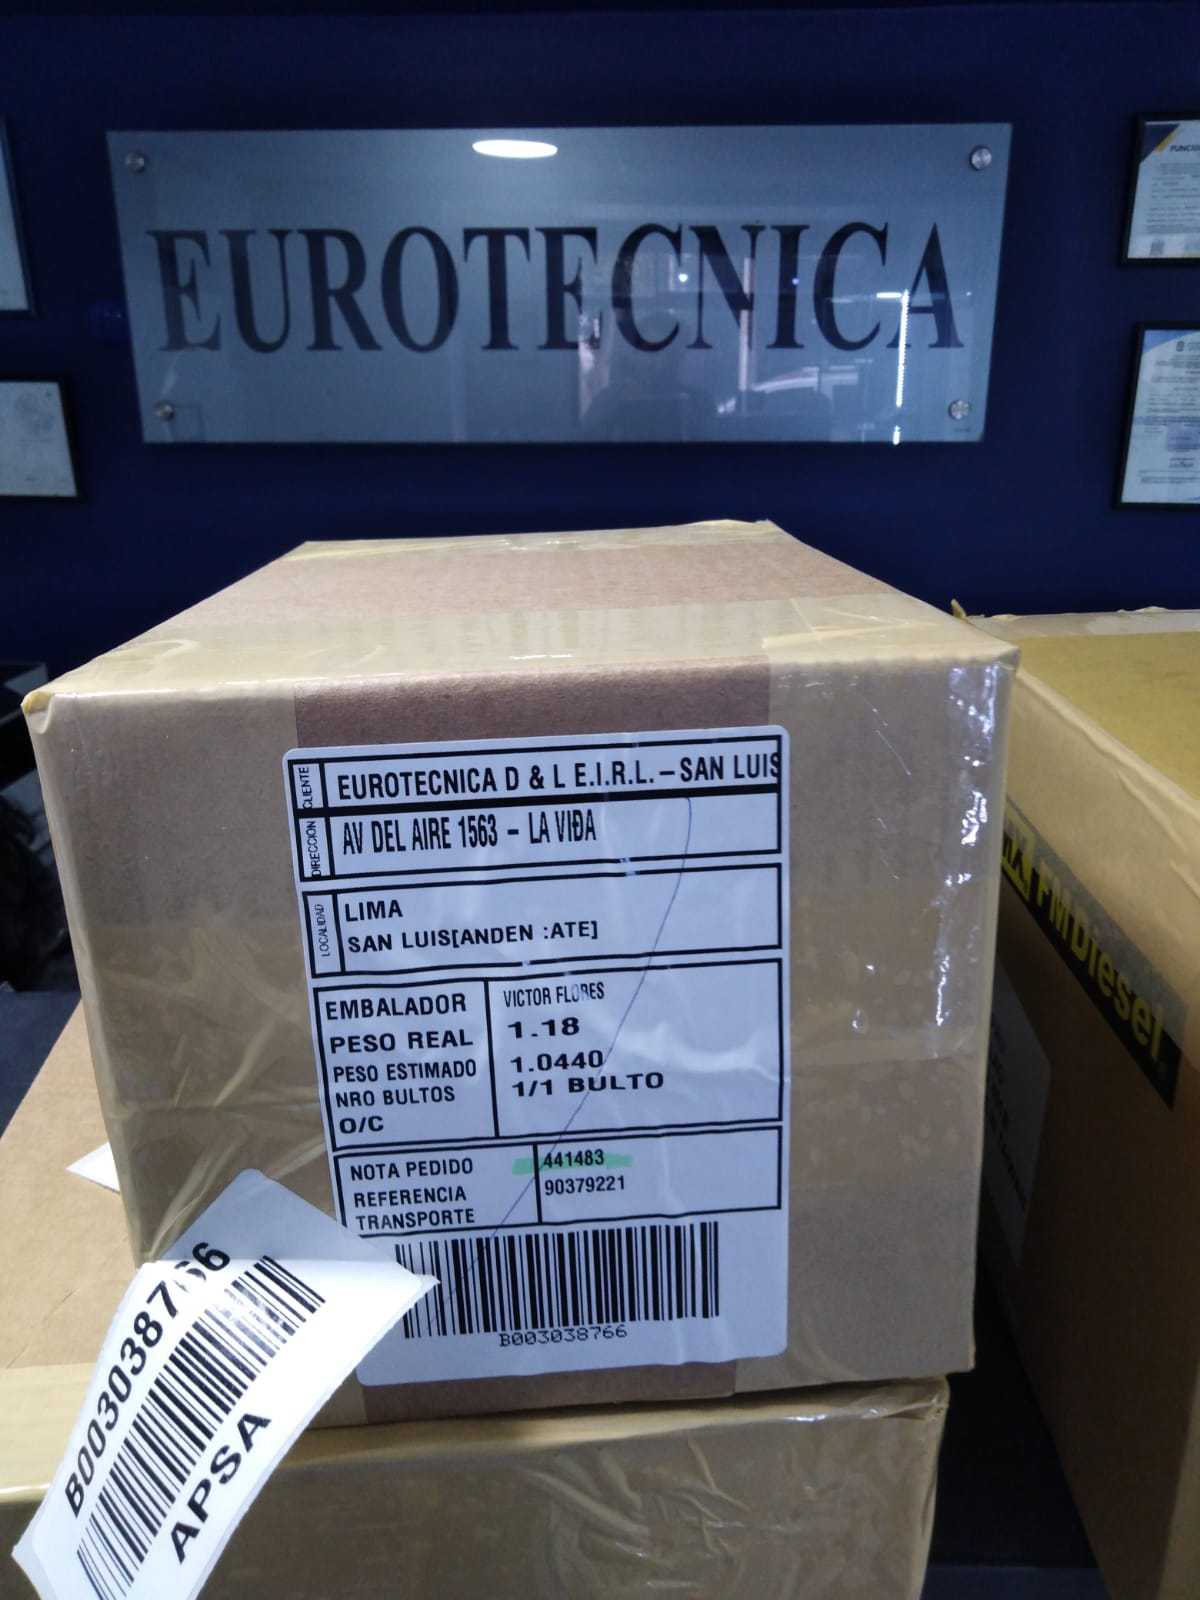 EUROTECNICA
CLIENTE
EUROTECNICA D & L E.I.R.L. – SAN LUIS
DIRECCION
AV DEL AIRE 1563 – LA VIÐA
LOCALIDAD
LIMA
SAN LUIS[ANDEN :ATE]
EMBALADOR VICTOR FLORES
PESO REAL 1.18
PESO ESTIMADO 1.0440
NRO BULTOS 1/1 BULTO
O/C
NOTA PEDIDO 441483
REFERENCIA 90379221
TRANSPORTE
B003038766
B003038766
APSA
FMDiesel